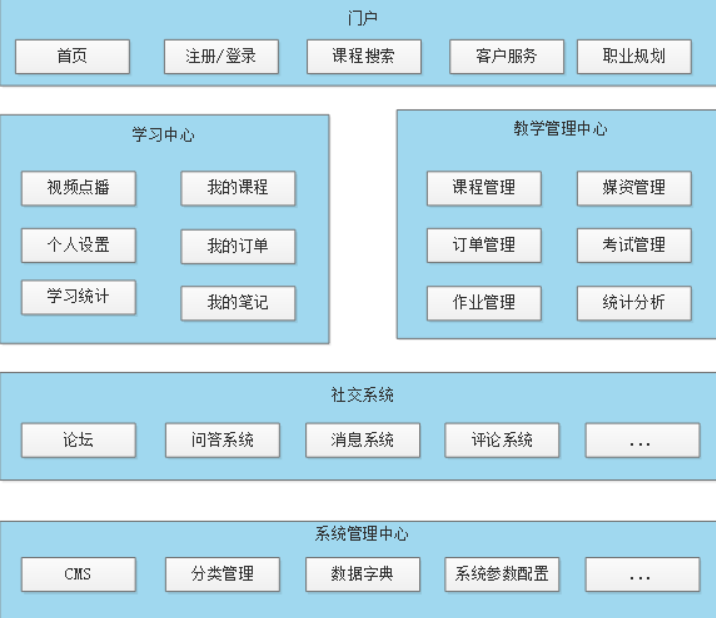 门户
首页 注册/登录 课程搜索 客户服务 职业规划
学习中心
视频点播 我的课程
个人设置 我的订单
学习统计 我的笔记
教学管理中心
课程管理 媒资管理
订单管理 考试管理
作业管理 统计分析
社交系统
论坛 问答系统 消息系统 评论系统 ...
系统管理中心
CMS 分类管理 数据字典 系统参数配置 ...